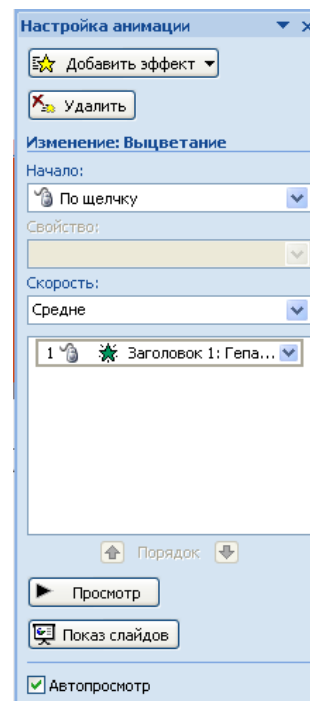 Настройка анимации
Добавить эффект
Удалить
Изменение: Выцветание
Начало:
По щелчку
Свойство:
Скорость:
Средне
1 Заголовок 1: Гепа...
Порядок
Просмотр
Показ слайдов
Автопросмотр